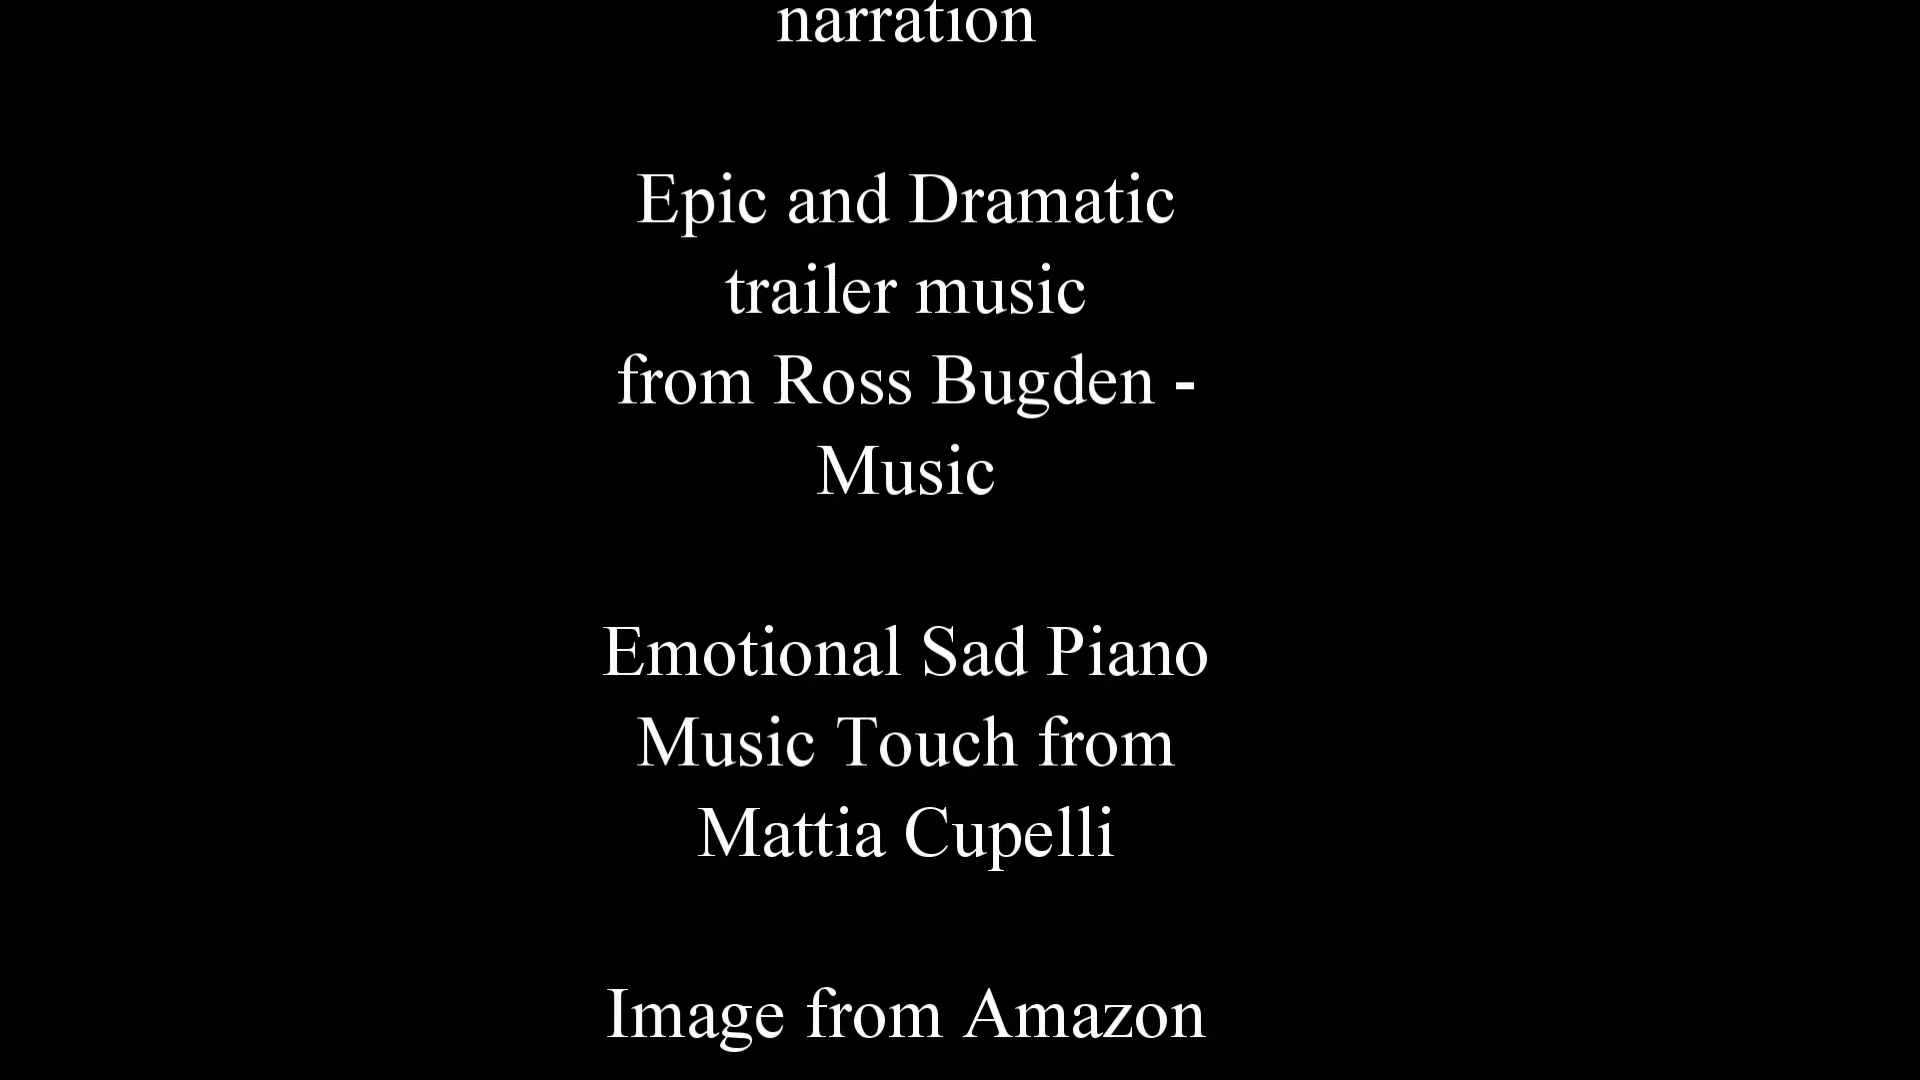 narration
Epic and Dramatic
trailer music
from Ross Bugden -
Music
Emotional Sad Piano
Music Touch from
Mattia Cupelli
Image from Amazon